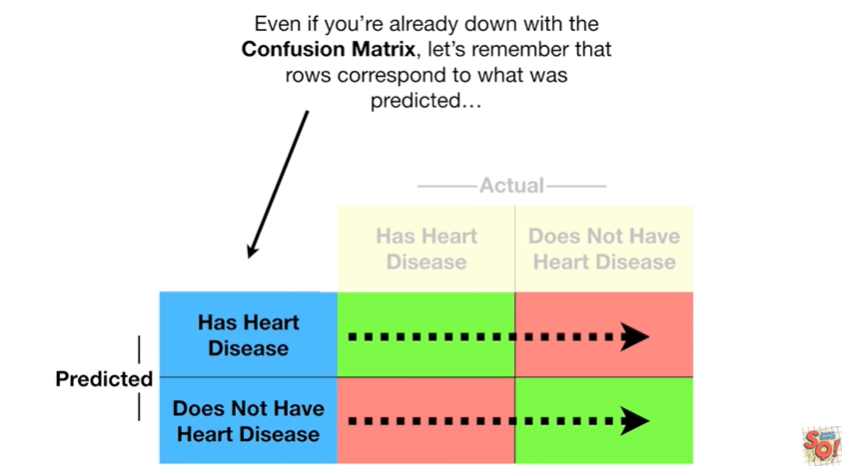 Even if you're already down with the
Confusion Matrix, let's remember that
rows correspond to what was
predicted…
Actual
Has Heart
Disease
Does Not Have
Heart Disease
Has Heart
Disease
Predicted
Does Not Have
Heart Disease
SQ!